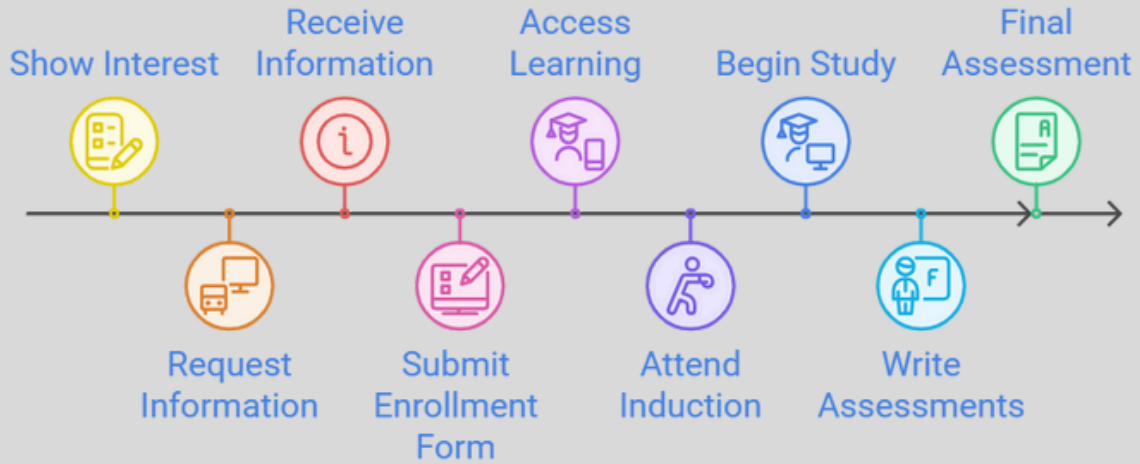 Show Interest
Request
Information
Receive
Information
i
Submit
Enrollment
Form
Access
Learning
Attend
Induction
Begin Study
Write
Assessments
F
Final
Assessment
A